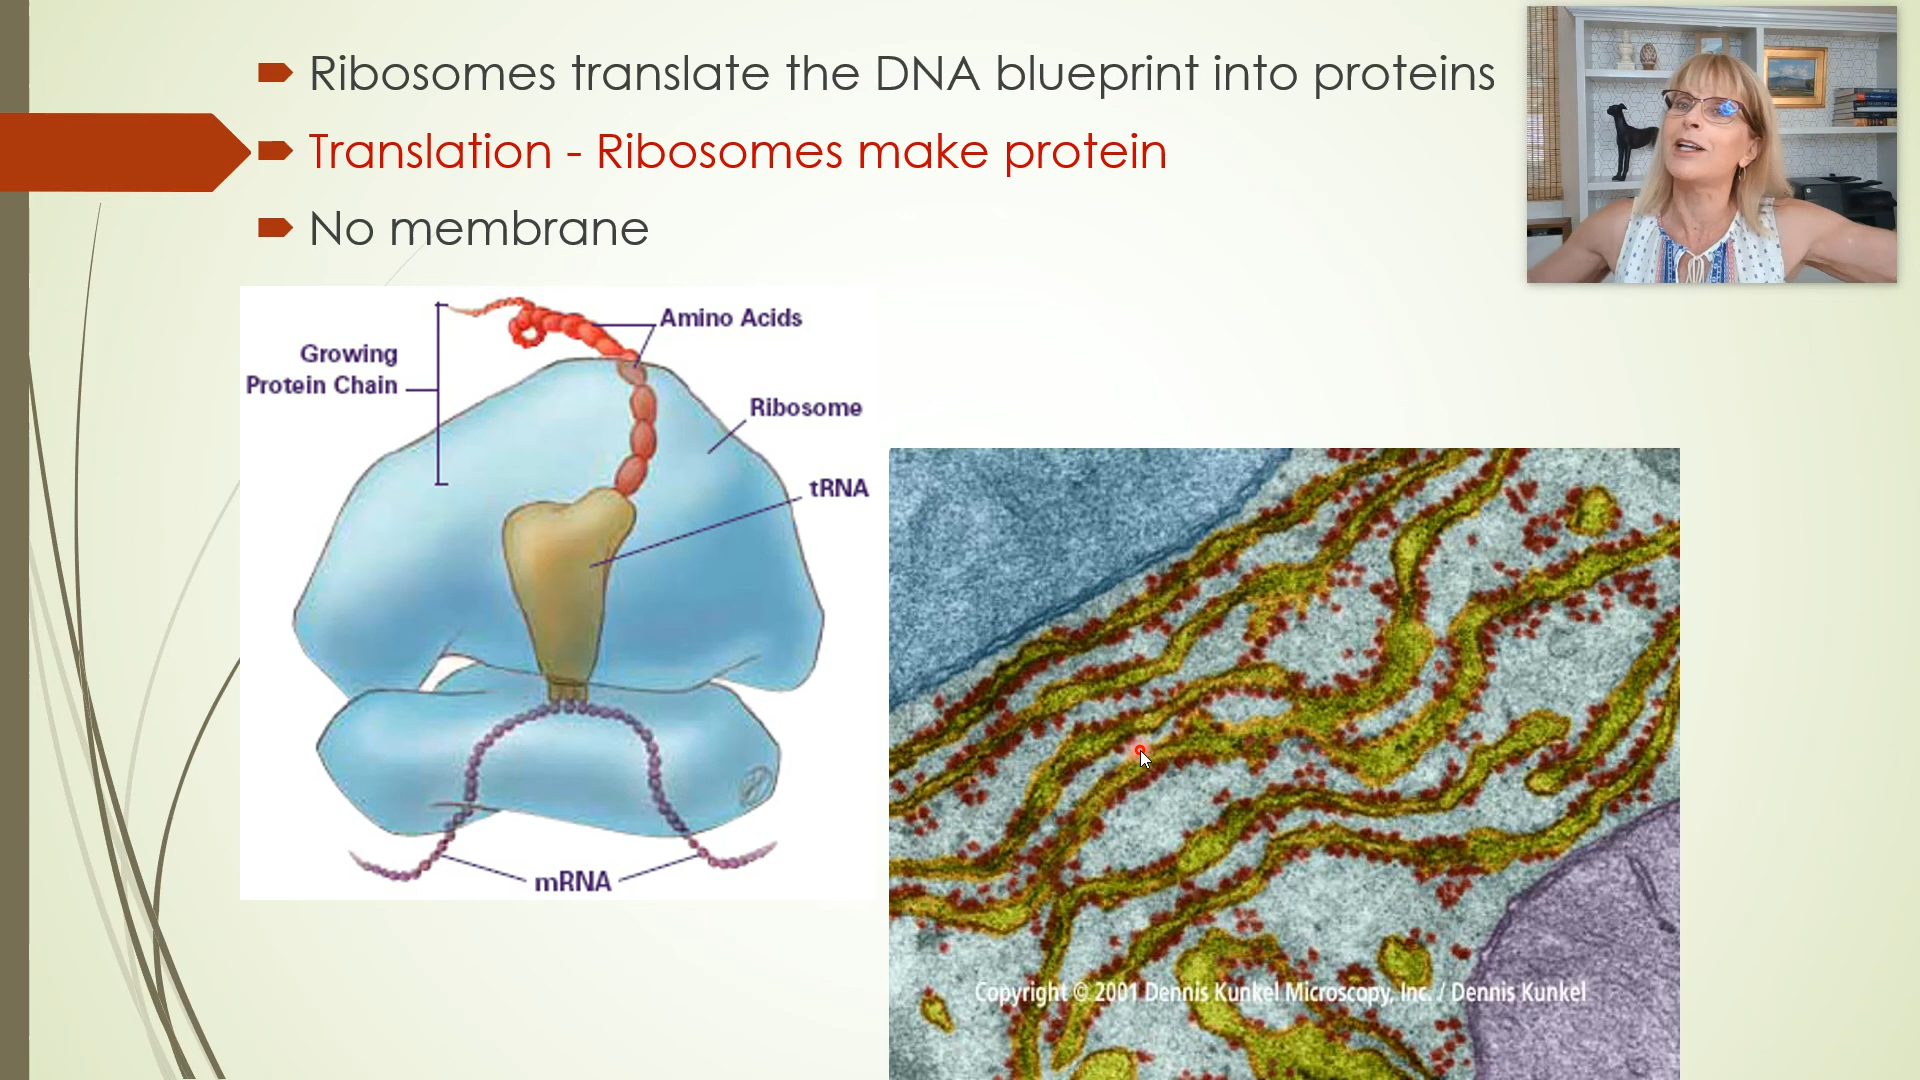 Ribosomes translate the DNA blueprint into proteins
Translation - Ribosomes make protein
No membrane
Amino Acids
Growing
Protein Chain
Ribosome
tRNA
mRNA
Copyright © 2001 Dennis Kunkel Microscopy, Inc. / Dennis Kunkel